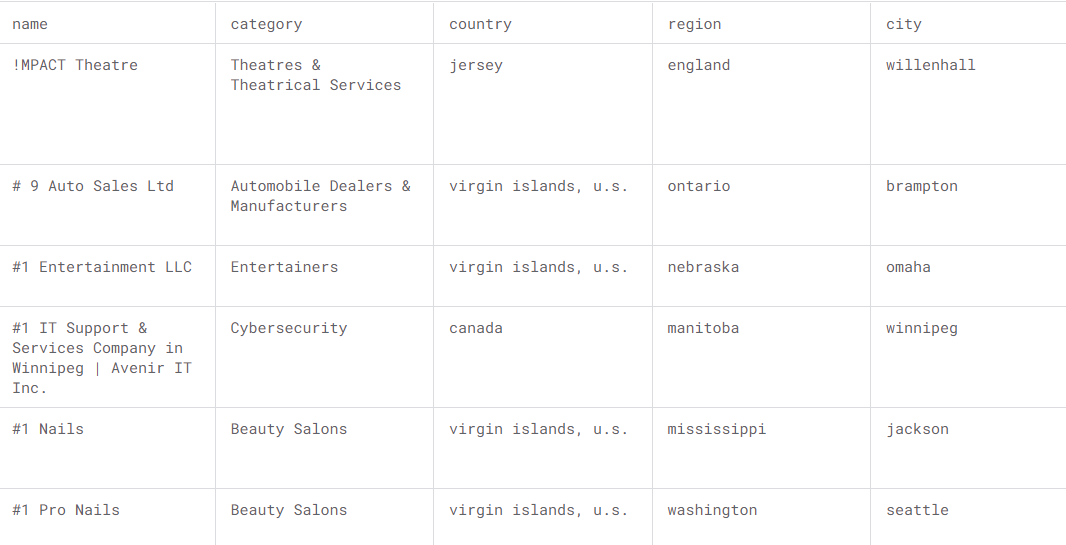 name category country region city
!MPACT Theatre Theatres & jersey england willenhall
Theatrical Services
# 9 Auto Sales Ltd Automobile Dealers & virgin islands, u.s. ontario brampton
Manufacturers
#1 Entertainment LLC Entertainers virgin islands, u.s. nebraska omaha
#1 IT Support & Cybersecurity canada manitoba winnipeg
Services Company in
Winnipeg | Avenir IT
Inc.
#1 Nails Beauty Salons virgin islands, u.s. mississippi jackson
#1 Pro Nails Beauty Salons virgin islands, u.s. washington seattle